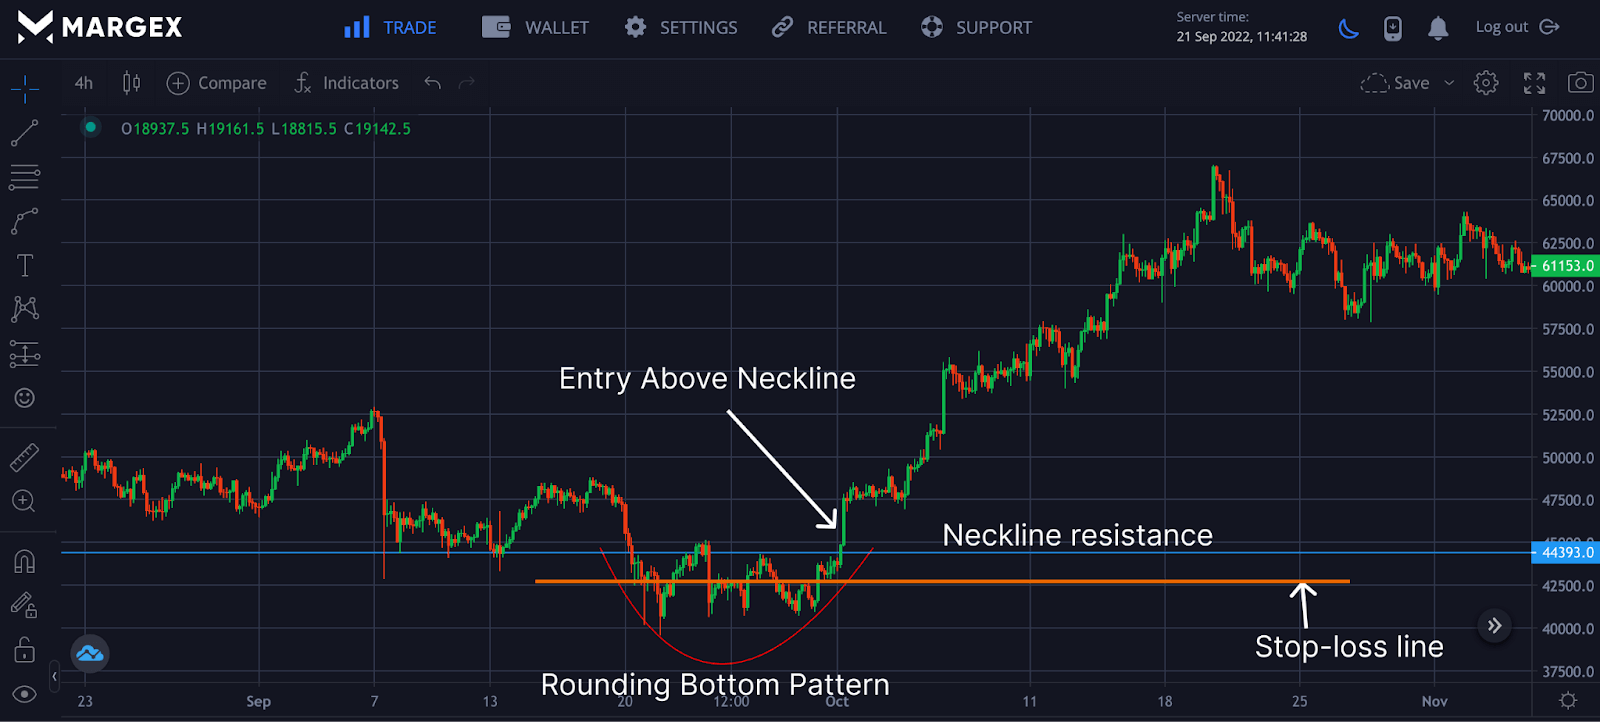 MARGEX
TRADE
WALLET
SETTINGS
REFERRAL
SUPPORT
Server time:
21 Sep 2022, 11:41:28
Log out
4h
Compare
Indicators
Save
O18937.5 H19161.5 L18815.5 C19142.5
70000.0
67500.0
65000.0
62500.0
61153.0
60000.0
57500.0
55000.0
52500.0
50000.0
47500.0
44393.0
42500.0
40000.0
37500.0
Entry Above Neckline
Neckline resistance
Stop-loss line
Rounding Bottom Pattern
23
Sep
7
13
20
12:00
Oct
11
18
25
Nov